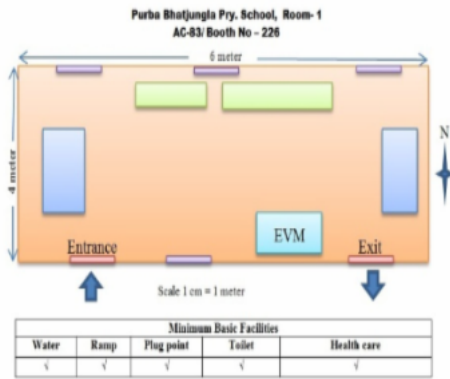 Purba Bhatjungla Pry. School, Room- 1
AC-83/ Booth No – 226
6 meter
4 meter
N
EVM
Entrance
Exit
Scale 1 cm = 1 meter
Minimum Basic Facilities
Water Ramp Plug point Toilet Health care
√ √ √ √ √